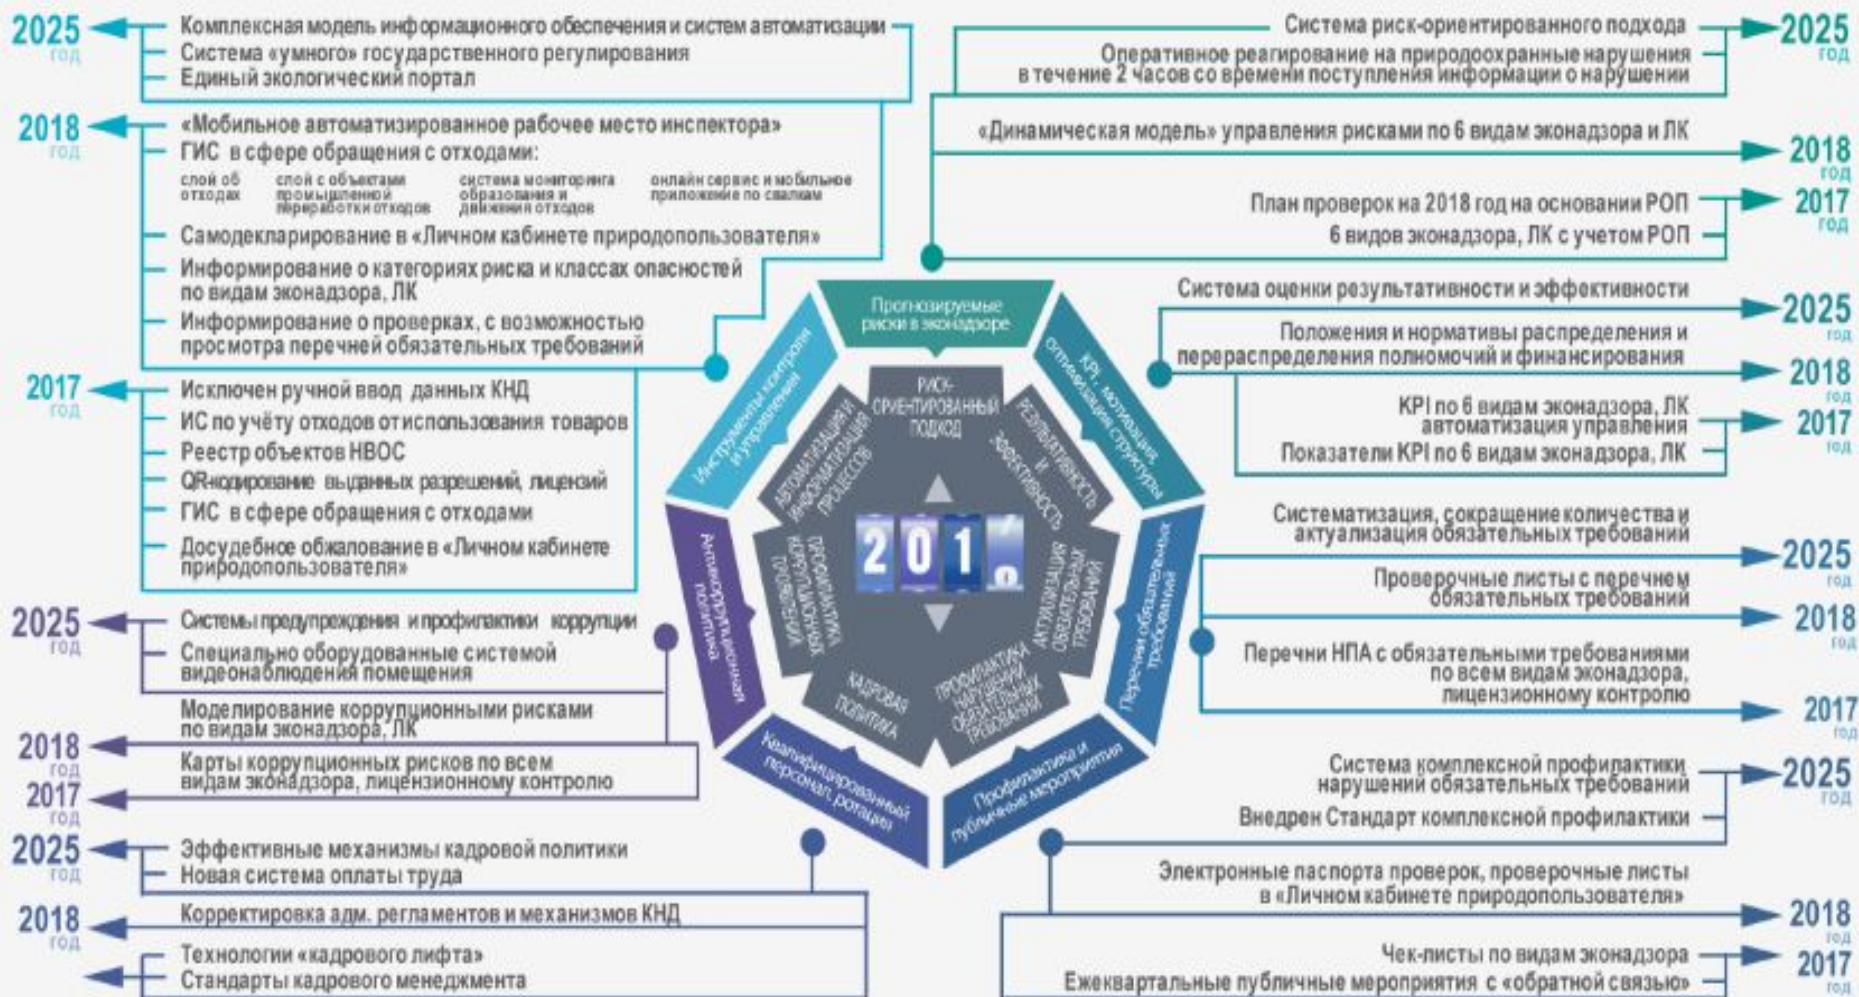 2025
год
Комплексная модель информационного обеспечения и систем автоматизации
Система «умного» государственного регулирования
Единый экологический портал
2018
год
«Мобильное автоматизированное рабочее место инспектора»
ГИС в сфере обращения с отходами:
слой об
отходах
слой с объектами
промышленной
переработки отходов
система мониторинга
образования и
движения отходов
онлайн сервис и мобильное
приложение по свалкам
Самодекларирование в «Личном кабинете природопользователя»
Информирование о категориях риска и классах опасностей
по видам эконадзора, ЛК
Информирование о проверках, с возможностью
просмотра перечней обязательных требований
2017
год
Исключен ручной ввод данных КНД
ИС по учёту отходов от использования товаров
Реестр объектов НВОС
QR-кодирование выданных разрешений, лицензий
ГИС в сфере обращения с отходами
Досудебное обжалование в «Личном кабинете
природопользователя»
2025
год
Системы предупреждения и профилактики коррупции
Специально оборудованные системой
видеонаблюдения помещения
2018
год
Моделирование коррупционными рисками
по видам эконадзора, ЛК
2017
год
Карты коррупционных рисков по всем
видам эконадзора, лицензионному контролю
2025
год
Эффективные механизмы кадровой политики
Новая система оплаты труда
2018
год
Корректировка адм. регламентов и механизмов КНД
Технологии «кадрового лифта»
Стандарты кадрового менеджмента
Прогнозируемые
риски в эконадзоре
KPI, мотивация,
оптимизация структуры
Перечни обязательных
требований
Профилактика и
публичные мероприятия
Квалифицированный
персонал, ротация
Антикоррупционная
политика
Инструменты контроля
и управления
РИСК-
ОРИЕНТИРОВАННЫЙ
ПОДХОД
РЕЗУЛЬТАТИВНОСТЬ
И
ЭФФЕКТИВНОСТЬ
АКТУАЛИЗАЦИЯ
ОБЯЗАТЕЛЬНЫХ
ТРЕБОВАНИЙ
ПРОФИЛАКТИКА
НАРУШЕНИЙ
ОБЯЗАТЕЛЬНЫХ
ТРЕБОВАНИЙ
КАДРОВАЯ
ПОЛИТИКА
ПРОФИЛАКТИКА
КОРРУПЦИОННЫХ
ПРОЯВЛЕНИЙ
АВТОМАТИЗАЦИЯ И
ИНФОРМАТИЗАЦИЯ
ПРОЦЕССОВ
201
Система риск-ориентированного подхода
2025
год
Оперативное реагирование на природоохранные нарушения
в течение 2 часов со времени поступления информации о нарушении
«Динамическая модель» управления рисками по 6 видам эконадзора и ЛК
2018
год
План проверок на 2018 год на основании РОП
2017
год
6 видов эконадзора, ЛК с учетом РОП
Система оценки результативности и эффективности
2025
год
Положения и нормативы распределения и
перераспределения полномочий и финансирования
2018
год
KPI по 6 видам эконадзора, ЛК
автоматизация управления
2017
год
Показатели KPI по 6 видам эконадзора, ЛК
Систематизация, сокращение количества и
актуализация обязательных требований
2025
год
Проверочные листы с перечнем
обязательных требований
2018
год
Перечни НПА с обязательными требованиями
по всем видам эконадзора,
лицензионному контролю
2017
год
Система комплексной профилактики
нарушений обязательных требований
2025
год
Внедрен Стандарт комплексной профилактики
Электронные паспорта проверок, проверочные листы
в «Личном кабинете природопользователя»
2018
год
Чек-листы по видам эконадзора
2017
год
Ежеквартальные публичные мероприятия с «обратной связью»